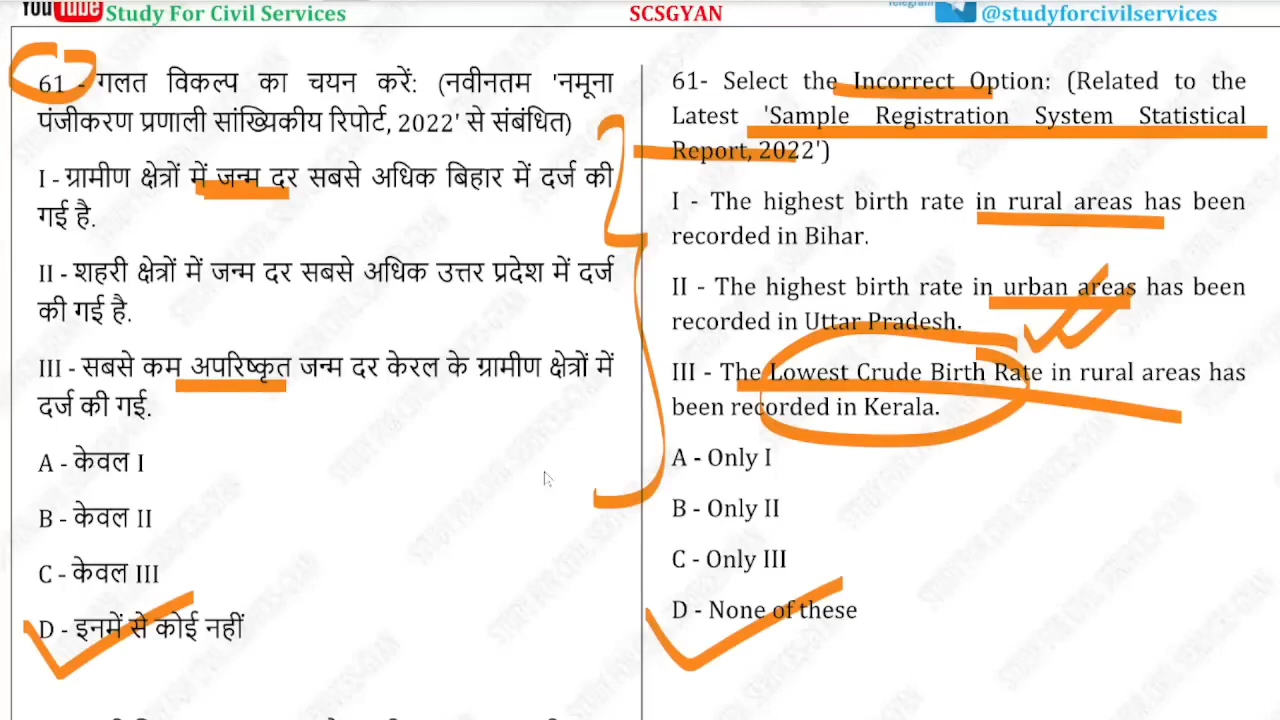 YouTube Study For Civil Services
SCSGYAN
Telegram @studyforcivilservices
61 - गलत विकल्प का चयन करें: (नवीनतम 'नमूना
पंजीकरण प्रणाली सांख्यिकीय रिपोर्ट, 2022' से संबंधित)
I - ग्रामीण क्षेत्रों में जन्म दर सबसे अधिक बिहार में दर्ज की
गई है.
II - शहरी क्षेत्रों में जन्म दर सबसे अधिक उत्तर प्रदेश में दर्ज
की गई है.
III - सबसे कम अपरिष्कृत जन्म दर केरल के ग्रामीण क्षेत्रों में
दर्ज की गई.
A - केवल I
B - केवल II
C - केवल III
D - इनमें से कोई नहीं
61- Select the Incorrect Option: (Related to the
Latest 'Sample Registration System Statistical
Report, 2022')
I - The highest birth rate in rural areas has been
recorded in Bihar.
II - The highest birth rate in urban areas has been
recorded in Uttar Pradesh.
III - The Lowest Crude Birth Rate in rural areas has
been recorded in Kerala.
A - Only I
B - Only II
C - Only III
D - None of these